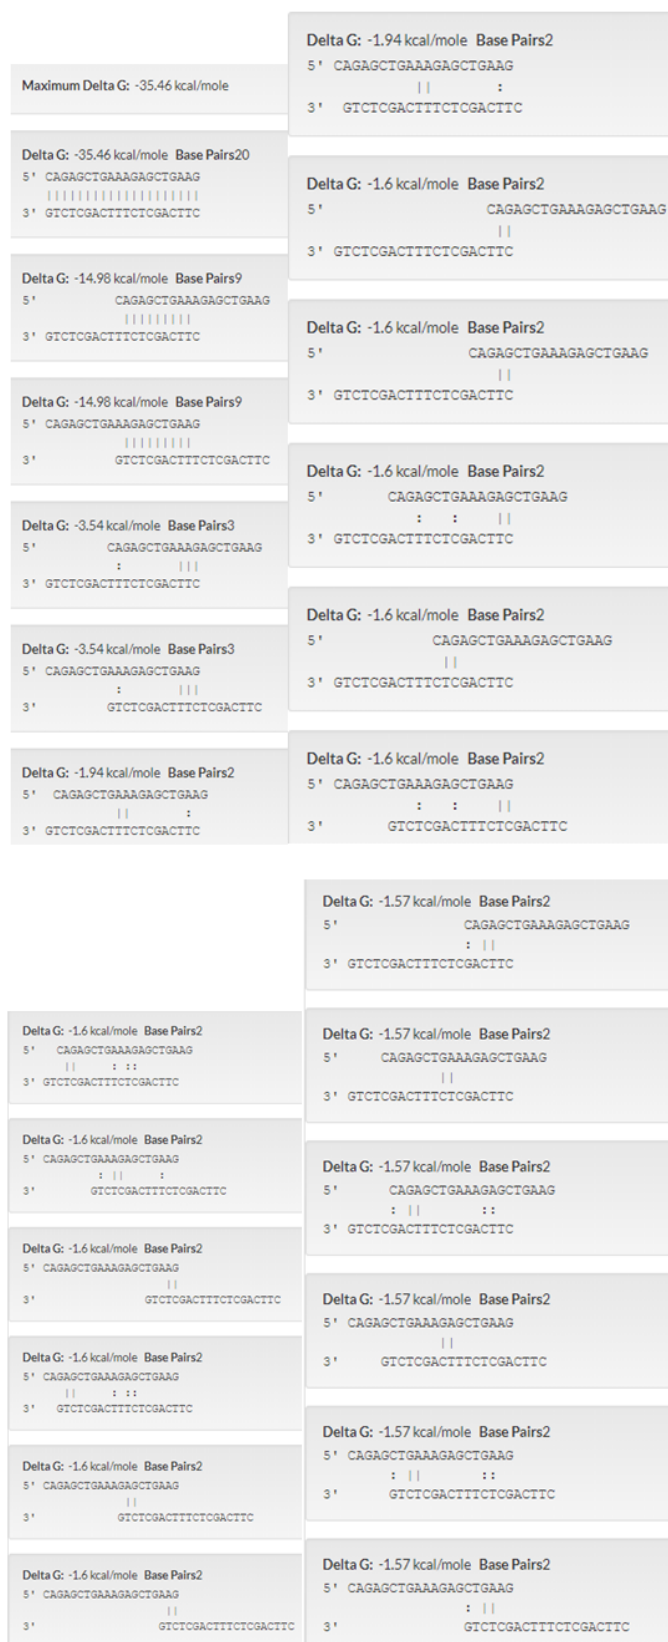 Maximum Delta G: -35.46 kcal/mole
Delta G: -35.46 kcal/mole Base Pairs20
5' CAGAGCTGAAAGAGCTGAAG
||||||||||||||||||||
3' GTCTCGACTTTCTCGACTTC
Delta G: -14.98 kcal/mole Base Pairs9
5' CAGAGCTGAAAGAGCTGAAG
|||||||||
3' GTCTCGACTTTCTCGACTTC
Delta G: -14.98 kcal/mole Base Pairs9
5' CAGAGCTGAAAGAGCTGAAG
|||||||||
3' GTCTCGACTTTCTCGACTTC
Delta G: -3.54 kcal/mole Base Pairs3
5' CAGAGCTGAAAGAGCTGAAG
: |||
3' GTCTCGACTTTCTCGACTTC
Delta G: -3.54 kcal/mole Base Pairs3
5' CAGAGCTGAAAGAGCTGAAG
: |||
3' GTCTCGACTTTCTCGACTTC
Delta G: -1.94 kcal/mole Base Pairs2
5' CAGAGCTGAAAGAGCTGAAG
|| :
3' GTCTCGACTTTCTCGACTTC
Delta G: -1.94 kcal/mole Base Pairs2
5' CAGAGCTGAAAGAGCTGAAG
|| :
3' GTCTCGACTTTCTCGACTTC
Delta G: -1.6 kcal/mole Base Pairs2
5' CAGAGCTGAAAGAGCTGAAG
||
3' GTCTCGACTTTCTCGACTTC
Delta G: -1.6 kcal/mole Base Pairs2
5' CAGAGCTGAAAGAGCTGAAG
||
3' GTCTCGACTTTCTCGACTTC
Delta G: -1.6 kcal/mole Base Pairs2
5' CAGAGCTGAAAGAGCTGAAG
: : ||
3' GTCTCGACTTTCTCGACTTC
Delta G: -1.6 kcal/mole Base Pairs2
5' CAGAGCTGAAAGAGCTGAAG
||
3' GTCTCGACTTTCTCGACTTC
Delta G: -1.6 kcal/mole Base Pairs2
5' CAGAGCTGAAAGAGCTGAAG
: : ||
3' GTCTCGACTTTCTCGACTTC
Delta G: -1.6 kcal/mole Base Pairs2
5' CAGAGCTGAAAGAGCTGAAG
|| : ::
3' GTCTCGACTTTCTCGACTTC
Delta G: -1.6 kcal/mole Base Pairs2
5' CAGAGCTGAAAGAGCTGAAG
: || :
3' GTCTCGACTTTCTCGACTTC
Delta G: -1.6 kcal/mole Base Pairs2
5' CAGAGCTGAAAGAGCTGAAG
||
3' GTCTCGACTTTCTCGACTTC
Delta G: -1.6 kcal/mole Base Pairs2
5' CAGAGCTGAAAGAGCTGAAG
|| : ::
3' GTCTCGACTTTCTCGACTTC
Delta G: -1.6 kcal/mole Base Pairs2
5' CAGAGCTGAAAGAGCTGAAG
||
3' GTCTCGACTTTCTCGACTTC
Delta G: -1.6 kcal/mole Base Pairs2
5' CAGAGCTGAAAGAGCTGAAG
||
3' GTCTCGACTTTCTCGACTTC
Delta G: -1.57 kcal/mole Base Pairs2
5' CAGAGCTGAAAGAGCTGAAG
: ||
3' GTCTCGACTTTCTCGACTTC
Delta G: -1.57 kcal/mole Base Pairs2
5' CAGAGCTGAAAGAGCTGAAG
||
3' GTCTCGACTTTCTCGACTTC
Delta G: -1.57 kcal/mole Base Pairs2
5' CAGAGCTGAAAGAGCTGAAG
: || ::
3' GTCTCGACTTTCTCGACTTC
Delta G: -1.57 kcal/mole Base Pairs2
5' CAGAGCTGAAAGAGCTGAAG
||
3' GTCTCGACTTTCTCGACTTC
Delta G: -1.57 kcal/mole Base Pairs2
5' CAGAGCTGAAAGAGCTGAAG
: || ::
3' GTCTCGACTTTCTCGACTTC
Delta G: -1.57 kcal/mole Base Pairs2
5' CAGAGCTGAAAGAGCTGAAG
: ||
3' GTCTCGACTTTCTCGACTTC